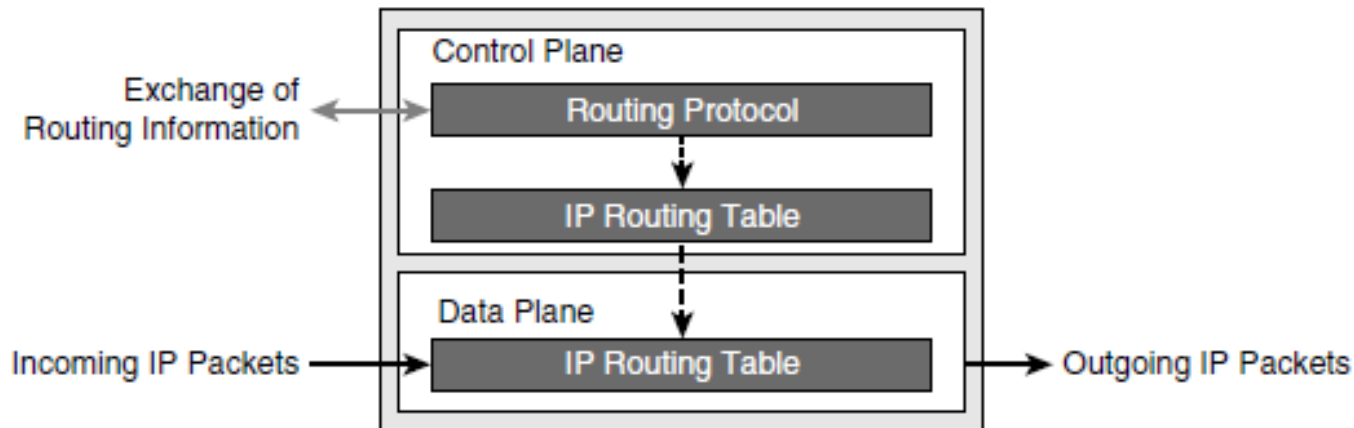 Control Plane
Exchange of
Routing Information
Routing Protocol
IP Routing Table
Data Plane
Incoming IP Packets
IP Routing Table
Outgoing IP Packets